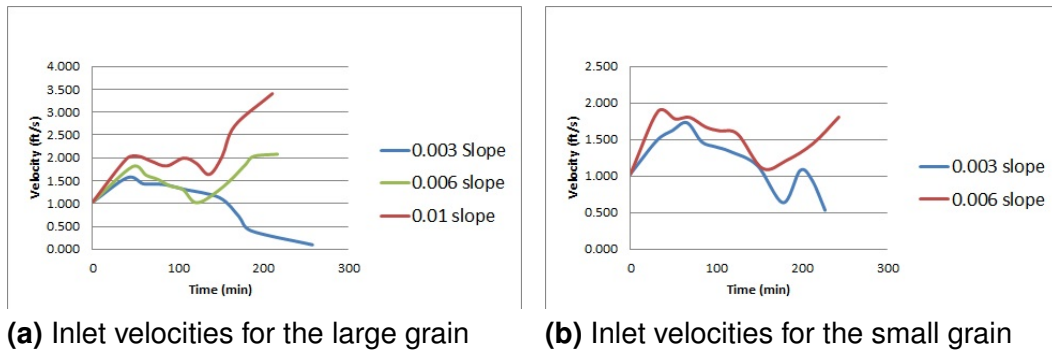 4.000
3.500
3.000
2.500
2.000
1.500
1.000
0.500
0.000
Velocity (ft/s)
0 100 200 300
Time (min)
0.003 Slope
0.006 slope
0.01 slope
(a) Inlet velocities for the large grain
2.500
2.000
1.500
1.000
0.500
0.000
Velocity (ft/s)
0 100 200 300
Time (min)
0.003 slope
0.006 slope
(b) Inlet velocities for the small grain